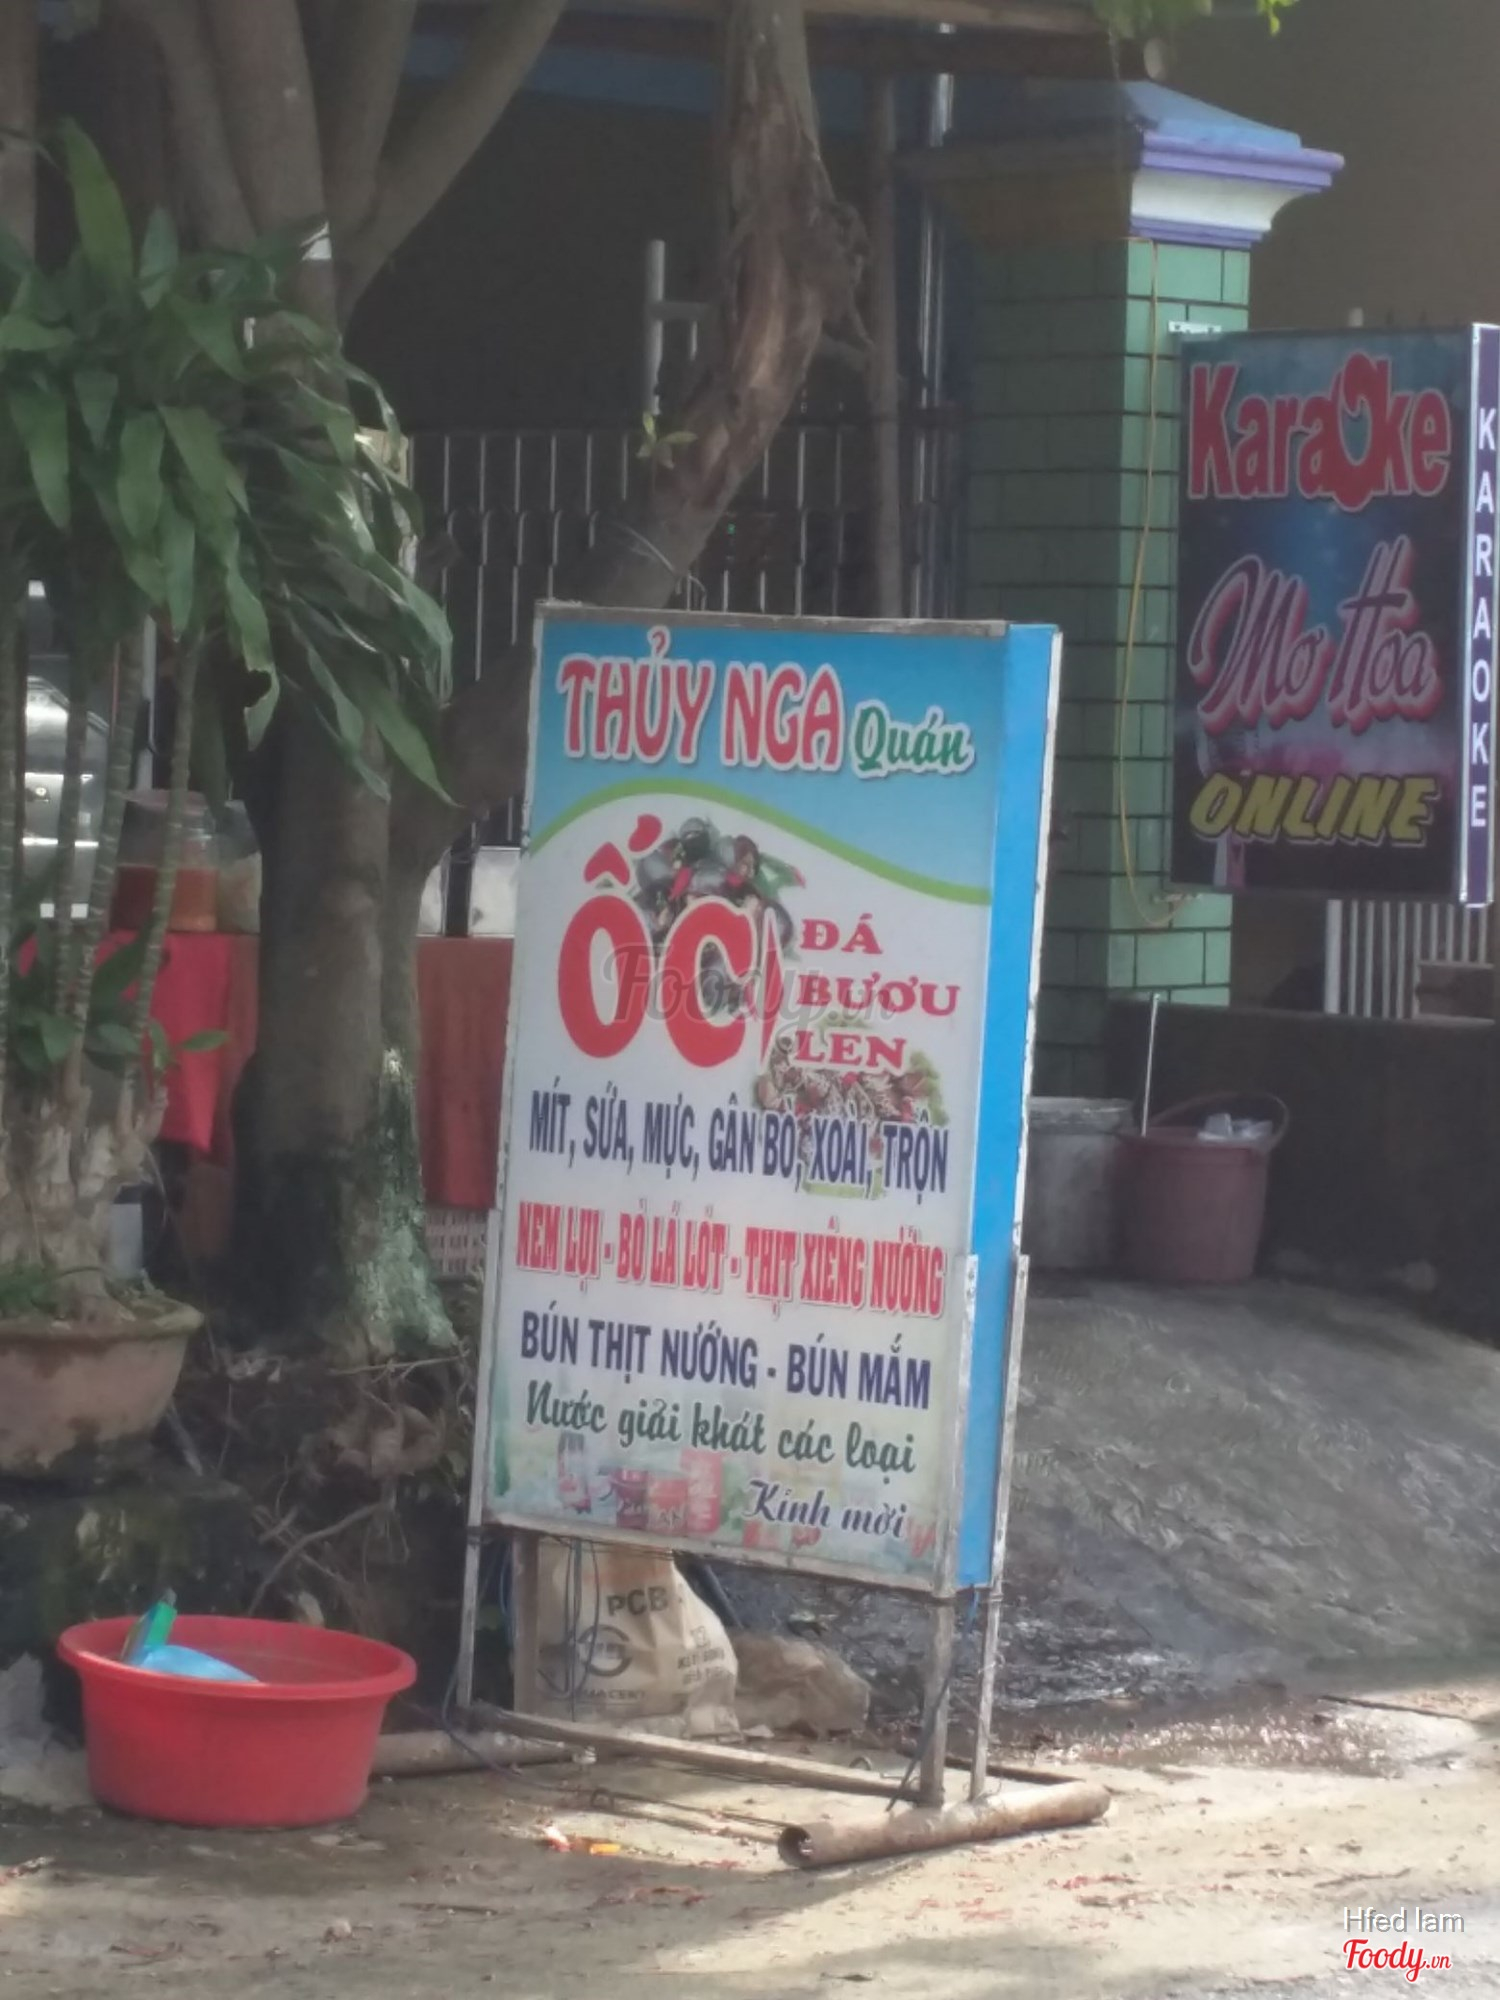 THỦY NGA Quán
ỐC
ĐÁ
BƯƠU
LEN
MÍT, SỨA, MỰC, GÂN BÒ, XOÀI, TRỘN
NEM LỤI - BÒ LÁ LỐT - THỊT XIÊNG NƯỚNG
BÚN THỊT NƯỚNG - BÚN MẮM
Nước giải khát các loại
Kính mời
Karaoke
Mơ Hoa
ONLINE
KARAOKE
PCB
Foody.vn
Hfed lam
Foody.vn